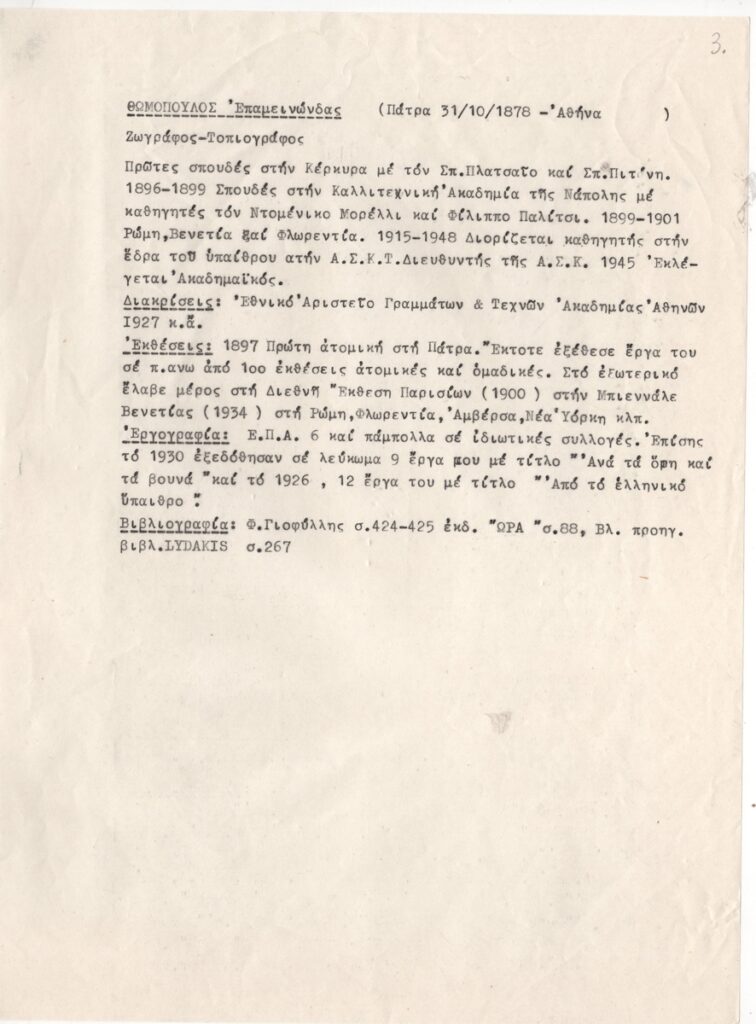 3.
ΘΩΜΟΠΟΥΛΟΣ Ἐπαμεινώνδας (Πάτρα 31/10/1878 -Ἀθήνα )
Ζωγράφος-Τοπιογράφος
Πρῶτες σπουδές στήν Κέρκυρα μέ τόν Σπ.Πλατσαῖο καί Σπ.Πιτ΄νη.
1896-1899 Σπουδές στήν Καλλιτεχνική Ἀκαδημία τῆς Νάπολης μέ
καθηγητές τόν Ντομένικο Μορέλλι καί Φίλιππο Παλίτσι. 1899-1901
Ρώμη,Βενετία ξαί Φλωρεντία. 1915-1948 Διορίζεται καθηγητής στήν
ἕδρα τοῦ ὑπαίθρου ατήν Α.Σ.Κ.Τ.Διευθυντής τῆς Α.Σ.Κ. 1945 Ἐκλέ-
γεται Ἀκαδημαϊκός.
Διακρίσεις: Ἐθνικό Ἀριστεῖο Γραμμάτων & Τεχνῶν Ἀκαδημίας Ἀθηνῶν
I927 κ.ἄ.
Ἐκθέσεις: 1897 Πρώτη ἀτομική στή Πάτρα. Ἔκτοτε ἐξέθεσε ἔργα του
σέ π.ανω ἀπό 1οο ἐκθέσεις ἀτομικές καί ὁμαδικές. Στό ἐξωτερικό
ἔλαβε μέρος στή Διεθνῆ Ἔκθεση Παρισίων (1900 ) στήν Μπιεννάλε
Βενετίας (1934 ) στή Ρώμη,Φλωρεντία,Ἀμβέρσα,Νέα Ὑόρκη κλπ.
Ἐργογραφία: Ε.Π.Α. 6 καί πάμπολλα σέ ἰδιωτικές συλλογές.Ἐπίσης
τό 1930 ἐξεδόθησαν σέ λεύκωμα 9 ἔργα μου μέ τίτλο "Ἀνά τά ὄρη καί
τά βουνά "καί τό 1926 , 12 ἔργα του μέ τίτλο "Ἀπό τό ἑλληνικό
ὕπαιθρο ".
Βιβλιογραφία: Φ.Γιοφύλλης σ.424-425 ἐκδ. "ΩΡΑ "σ.88, Βλ. προηγ.
βιβλ.LYDAKIS σ.267